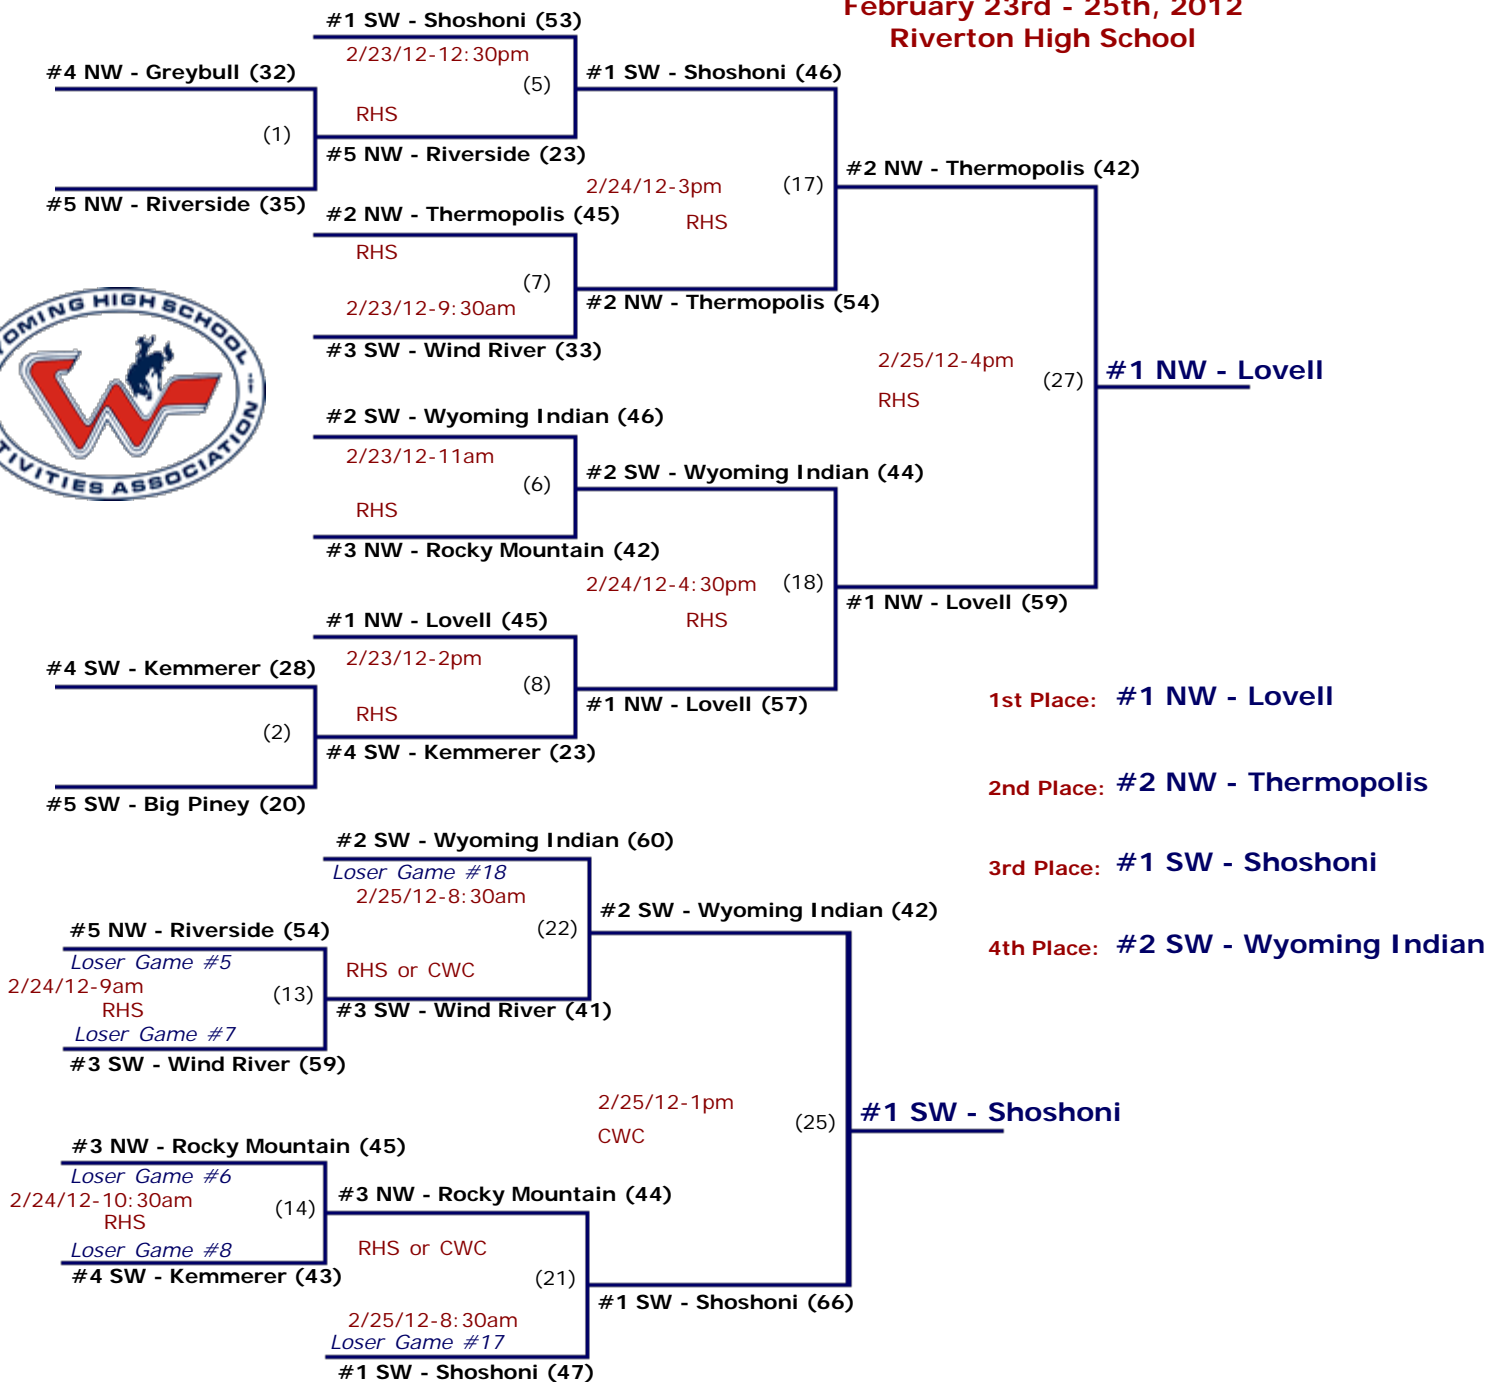 February 23rd - 25th, 2012
Riverton High School
#1 SW - Shoshoni (53)
2/23/12-12:30pm
(5)
RHS
#4 NW - Greybull (32)
(1)
#5 NW - Riverside (35)
#5 NW - Riverside (23)
#1 SW - Shoshoni (46)
2/24/12-3pm
(17)
RHS
#2 NW - Thermopolis (45)
RHS
(7)
2/23/12-9:30am
#3 SW - Wind River (33)
#2 NW - Thermopolis (54)
#2 NW - Thermopolis (42)
2/25/12-4pm
(27)
RHS
#1 NW - Lovell
OMING HIGH SCHOOL
TIVITIES ASSOCIATION
W
#2 SW - Wyoming Indian (46)
2/23/12-11am
(6)
RHS
#3 NW - Rocky Mountain (42)
#2 SW - Wyoming Indian (44)
2/24/12-4:30pm
(18)
RHS
#1 NW - Lovell (59)
#1 NW - Lovell (45)
2/23/12-2pm
(8)
RHS
#4 SW - Kemmerer (28)
(2)
#5 SW - Big Piney (20)
#4 SW - Kemmerer (23)
#1 NW - Lovell (57)
1st Place: #1 NW - Lovell
2nd Place: #2 NW - Thermopolis
3rd Place: #1 SW - Shoshoni
4th Place: #2 SW - Wyoming Indian
#2 SW - Wyoming Indian (60)
Loser Game #18
2/25/12-8:30am
(22)
RHS or CWC
#5 NW - Riverside (54)
Loser Game #5
2/24/12-9am
(13)
RHS
Loser Game #7
#3 SW - Wind River (59)
#3 SW - Wind River (41)
#2 SW - Wyoming Indian (42)
2/25/12-1pm
(25)
CWC
#1 SW - Shoshoni
#3 NW - Rocky Mountain (45)
Loser Game #6
2/24/12-10:30am
(14)
RHS
Loser Game #8
#4 SW - Kemmerer (43)
#3 NW - Rocky Mountain (44)
RHS or CWC
(21)
2/25/12-8:30am
Loser Game #17
#1 SW - Shoshoni (47)
#1 SW - Shoshoni (66)